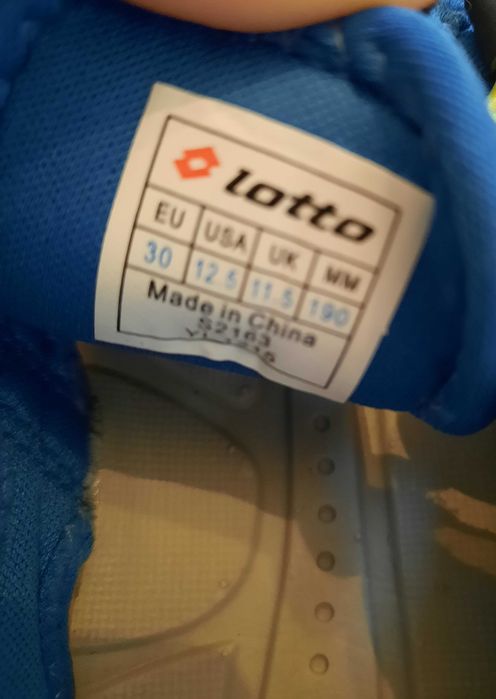 lotto
EU USA UK MM
30 12.5 11.5 190
Made in China
S2163